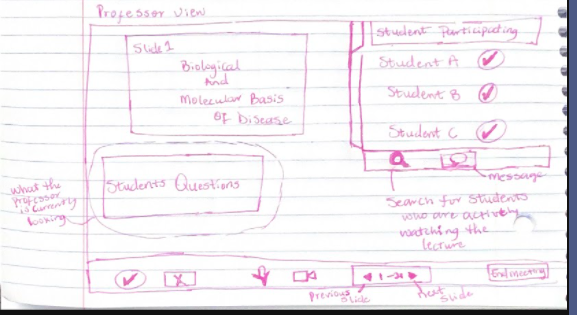 Professor View
Slide 1
Biological
And
Molecular Basis
Of Disease
Student Participating
Student A
Student B
Student C
message
Search for Students
who are actively
watching the
lecture
Students Questions
what the
Professor
is currently
looking
X
1-21
Previous
slide
Next
slide
End meeting